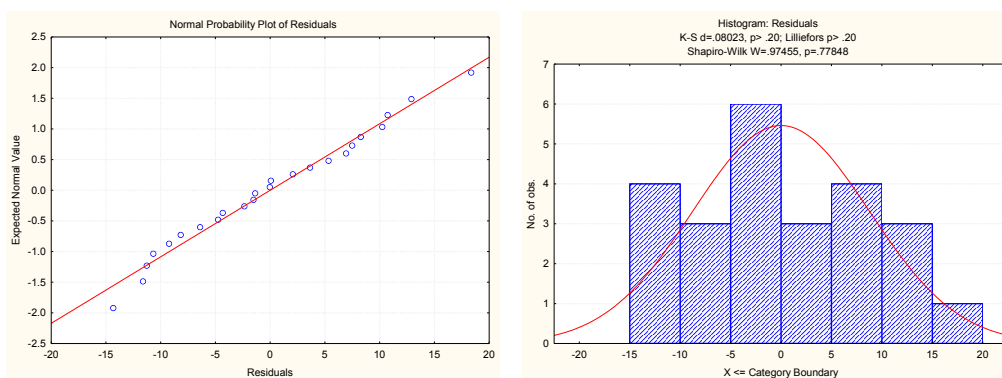 Normal Probability Plot of Residuals
2.5
2.0
1.5
1.0
0.5
0.0
-0.5
-1.0
-1.5
-2.0
-2.5
-20 -15 -10 -5 0 5 10 15 20
Residuals
Expected Normal Value
Histogram: Residuals
K-S d=.08023, p> .20; Lilliefors p> .20
Shapiro-Wilk W=.97455, p=.77848
7
6
5
4
3
2
1
0
-20 -15 -10 -5 0 5 10 15 20
X <= Category Boundary
No. of obs.